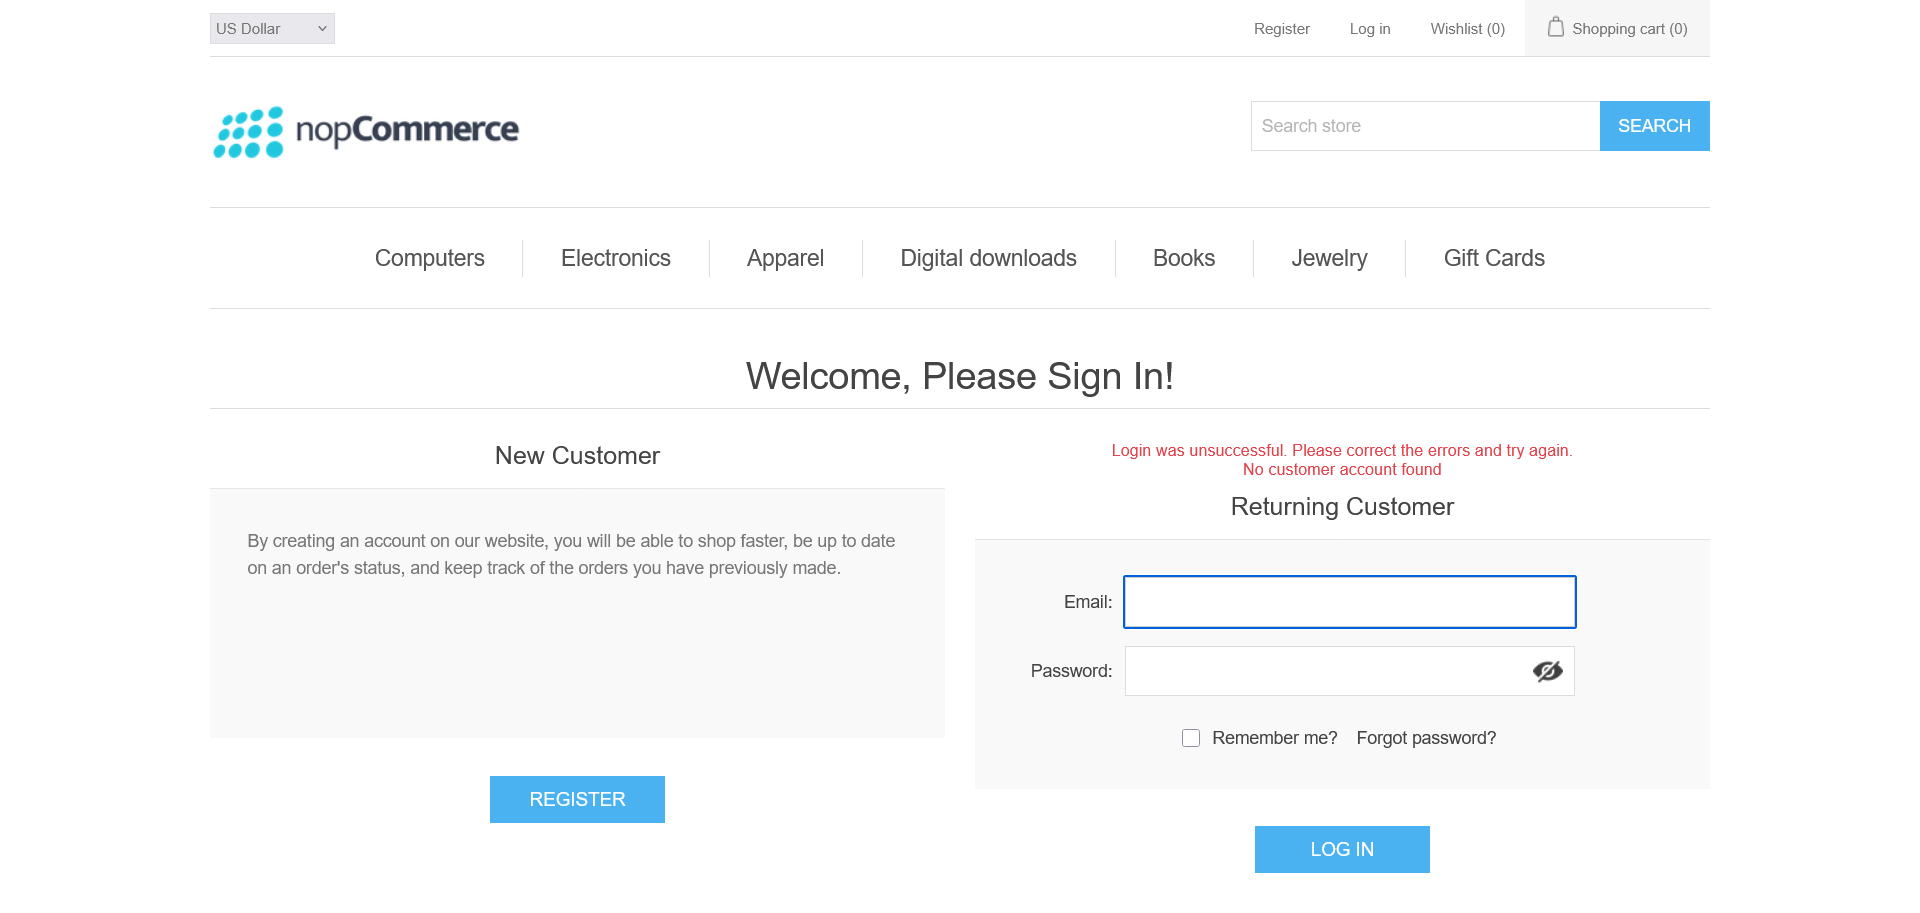 US Dollar
Register
Log in
Wishlist (0)
Shopping cart (0)
nopCommerce
Search store
SEARCH
Computers
Electronics
Apparel
Digital downloads
Books
Jewelry
Gift Cards
Welcome, Please Sign In!
New Customer
By creating an account on our website, you will be able to shop faster, be up to date
on an order's status, and keep track of the orders you have previously made.
REGISTER
Login was unsuccessful. Please correct the errors and try again.
No customer account found
Returning Customer
Email:
Password:
Remember me?
Forgot password?
LOG IN